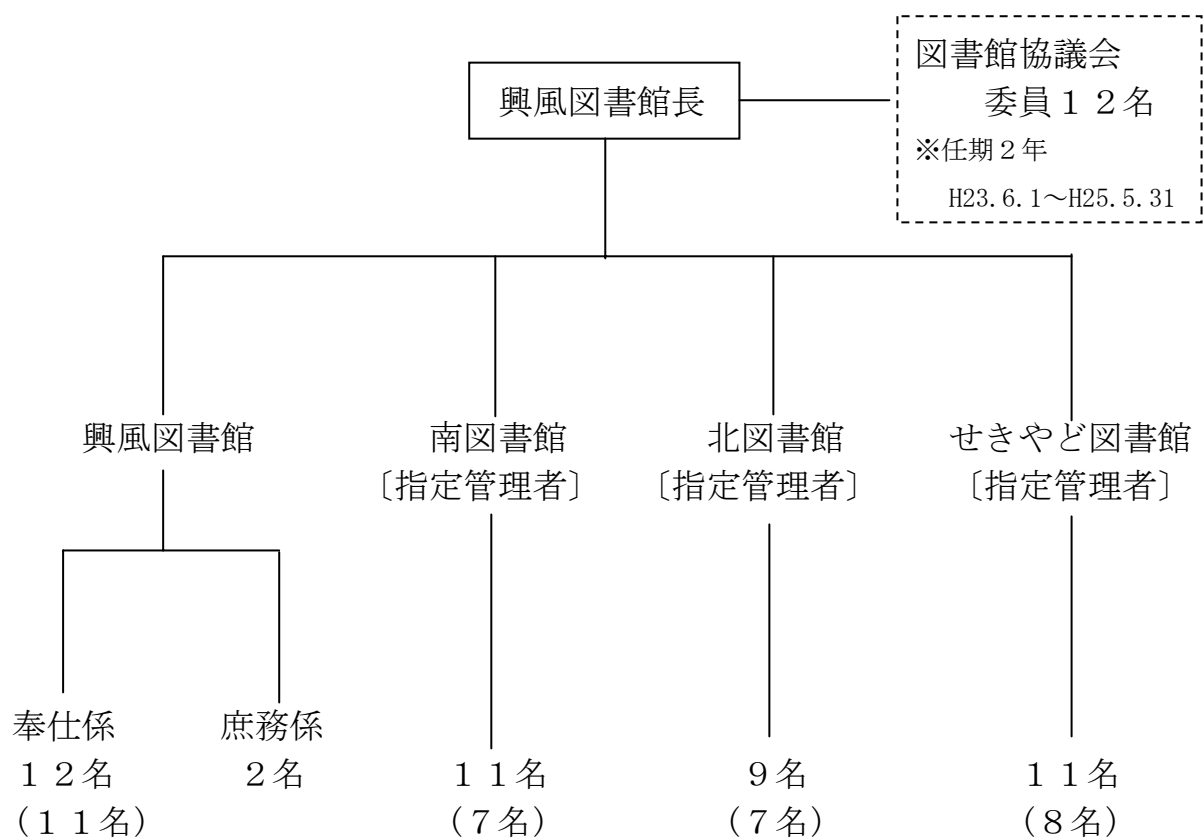 図書館協議会
委員１２名
※任期２年
H23.6.1～H25.5.31
興風図書館長
興風図書館
南図書館
〔指定管理者〕
北図書館
〔指定管理者〕
せきやど図書館
〔指定管理者〕
奉仕係
１２名
（１１名）
庶務係
２名
１１名
（７名）
９名
（７名）
１１名
（８名）